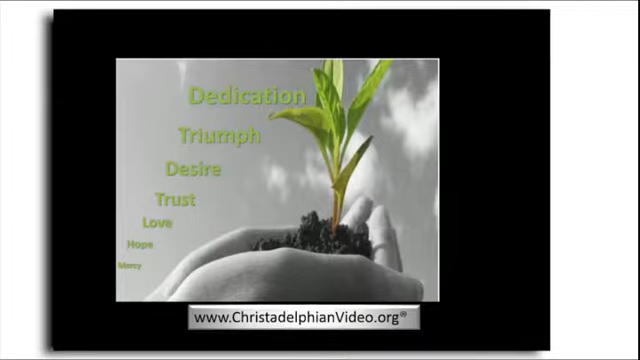 Dedication
Triumph
Desire
Trust
Love
Hope
Mercy
www.ChristadelphianVideo.org®